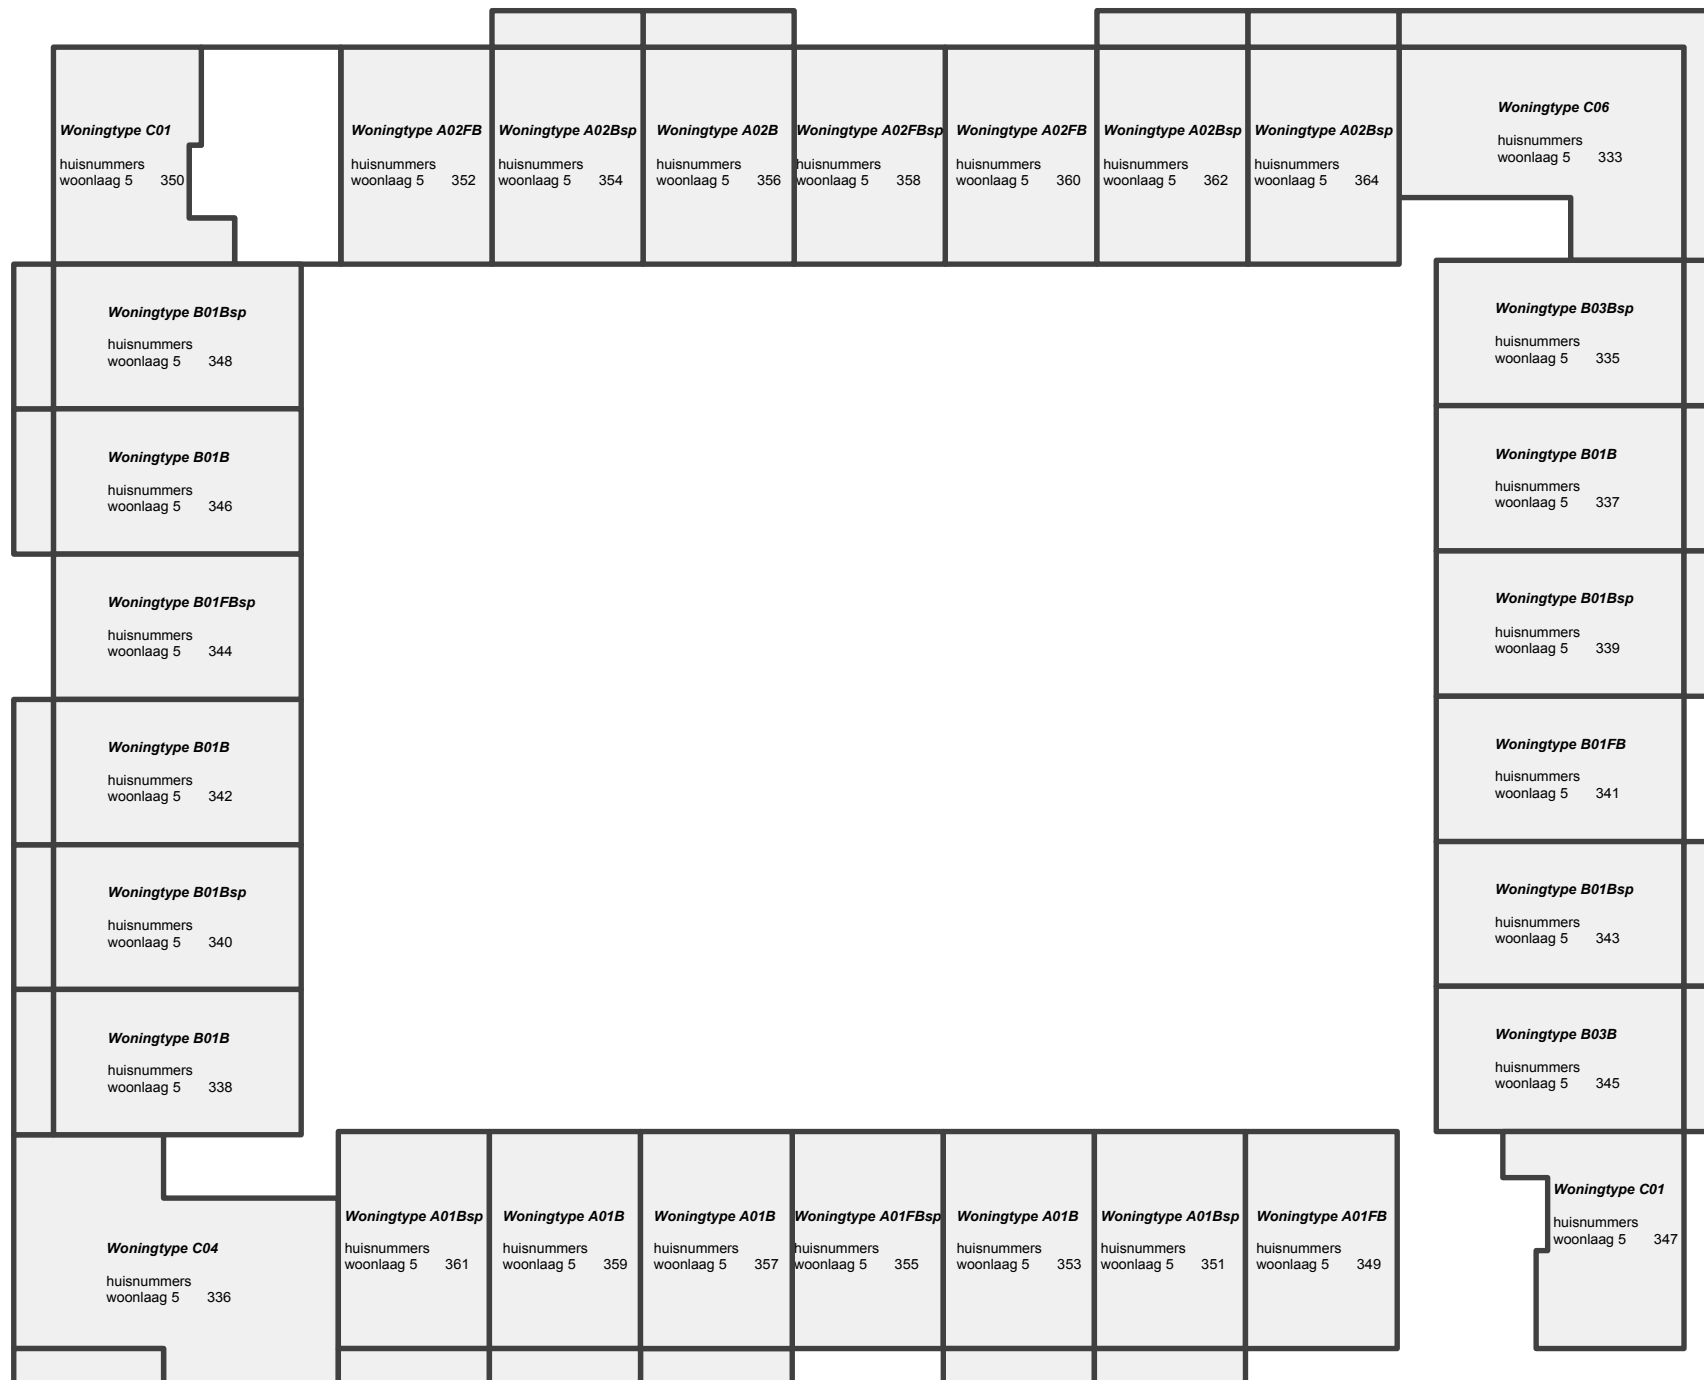 Woningtype C01
huisnummers
woonlaag 5 350
Woningtype A02FB
huisnummers
woonlaag 5 352
Woningtype A02Bsp
huisnummers
woonlaag 5 354
Woningtype A02B
huisnummers
woonlaag 5 356
Woningtype A02FBsp
huisnummers
woonlaag 5 358
Woningtype A02FB
huisnummers
woonlaag 5 360
Woningtype A02Bsp
huisnummers
woonlaag 5 362
Woningtype A02Bsp
huisnummers
woonlaag 5 364
Woningtype C06
huisnummers
woonlaag 5 333
Woningtype B01Bsp
huisnummers
woonlaag 5 348
Woningtype B03Bsp
huisnummers
woonlaag 5 335
Woningtype B01B
huisnummers
woonlaag 5 346
Woningtype B01B
huisnummers
woonlaag 5 337
Woningtype B01FBsp
huisnummers
woonlaag 5 344
Woningtype B01Bsp
huisnummers
woonlaag 5 339
Woningtype B01B
huisnummers
woonlaag 5 342
Woningtype B01FB
huisnummers
woonlaag 5 341
Woningtype B01Bsp
huisnummers
woonlaag 5 340
Woningtype B01Bsp
huisnummers
woonlaag 5 343
Woningtype B01B
huisnummers
woonlaag 5 338
Woningtype B03B
huisnummers
woonlaag 5 345
Woningtype C04
huisnummers
woonlaag 5 336
Woningtype A01Bsp
huisnummers
woonlaag 5 361
Woningtype A01B
huisnummers
woonlaag 5 359
Woningtype A01B
huisnummers
woonlaag 5 357
Woningtype A01FBsp
huisnummers
woonlaag 5 355
Woningtype A01B
huisnummers
woonlaag 5 353
Woningtype A01Bsp
huisnummers
woonlaag 5 351
Woningtype A01FB
huisnummers
woonlaag 5 349
Woningtype C01
huisnummers
woonlaag 5 347